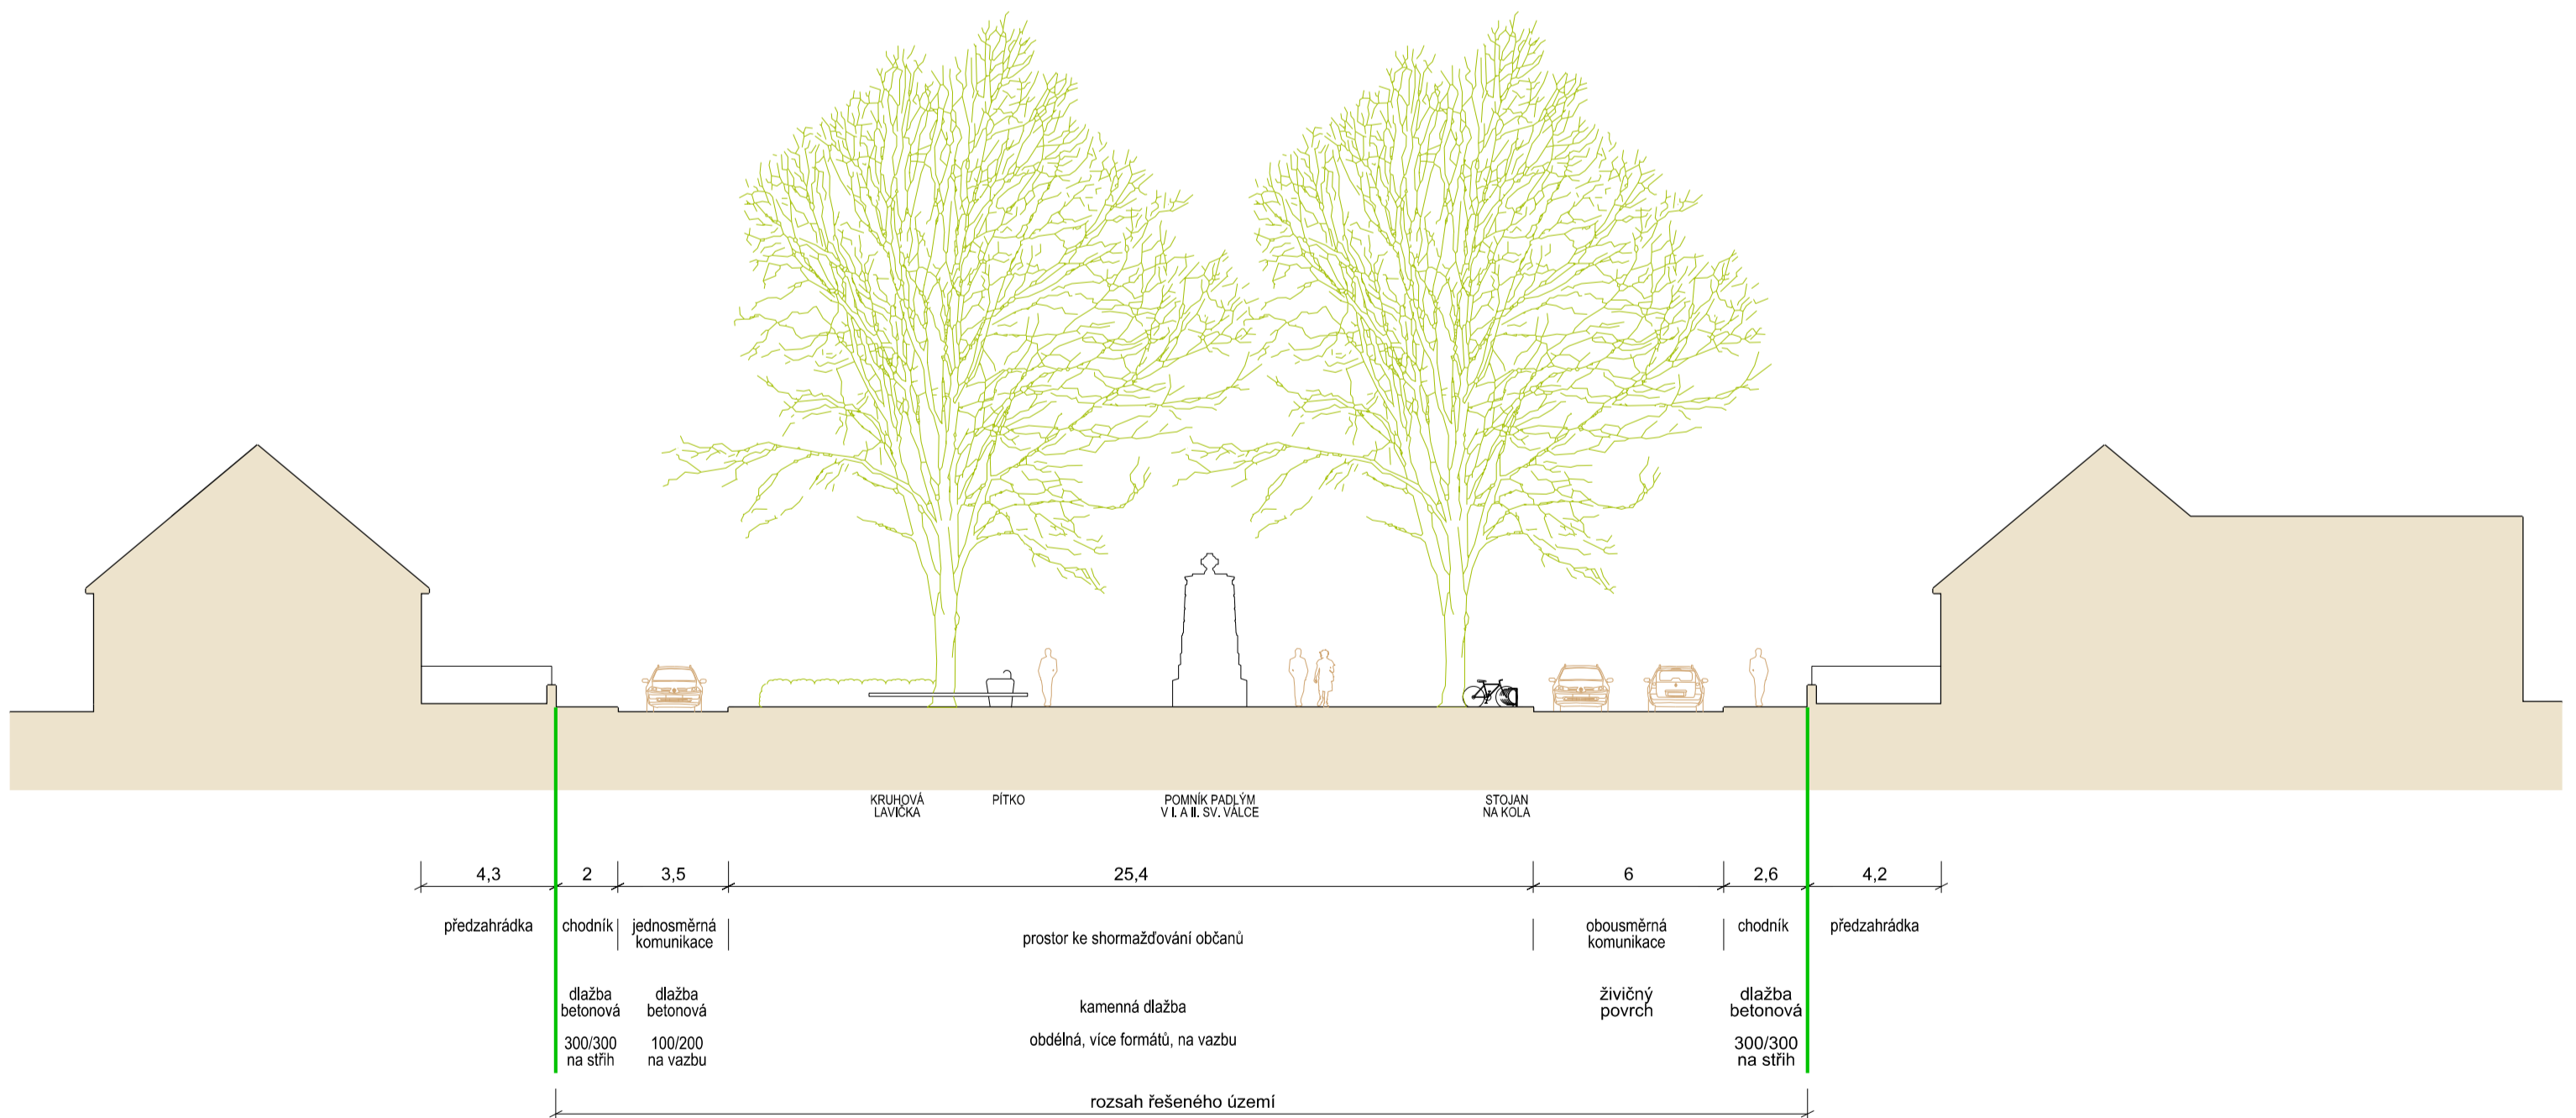 KRUHOVÁ
LAVIČKA
PÍTKO
POMNÍK PADLÝM
V I. A II. SV. VÁLCE
STOJAN
NA KOLA
4,3
2
3,5
25,4
6
2,6
4,2
předzahrádka
chodník
jednosměrná
komunikace
prostor ke shormažďování občanů
obousměrná
komunikace
chodník
předzahrádka
dlažba
betonová
dlažba
betonová
kamenná dlažba
živičný
povrch
dlažba
betonová
300/300
na střih
100/200
na vazbu
obdélná, více formátů, na vazbu
300/300
na střih
rozsah řešeného území